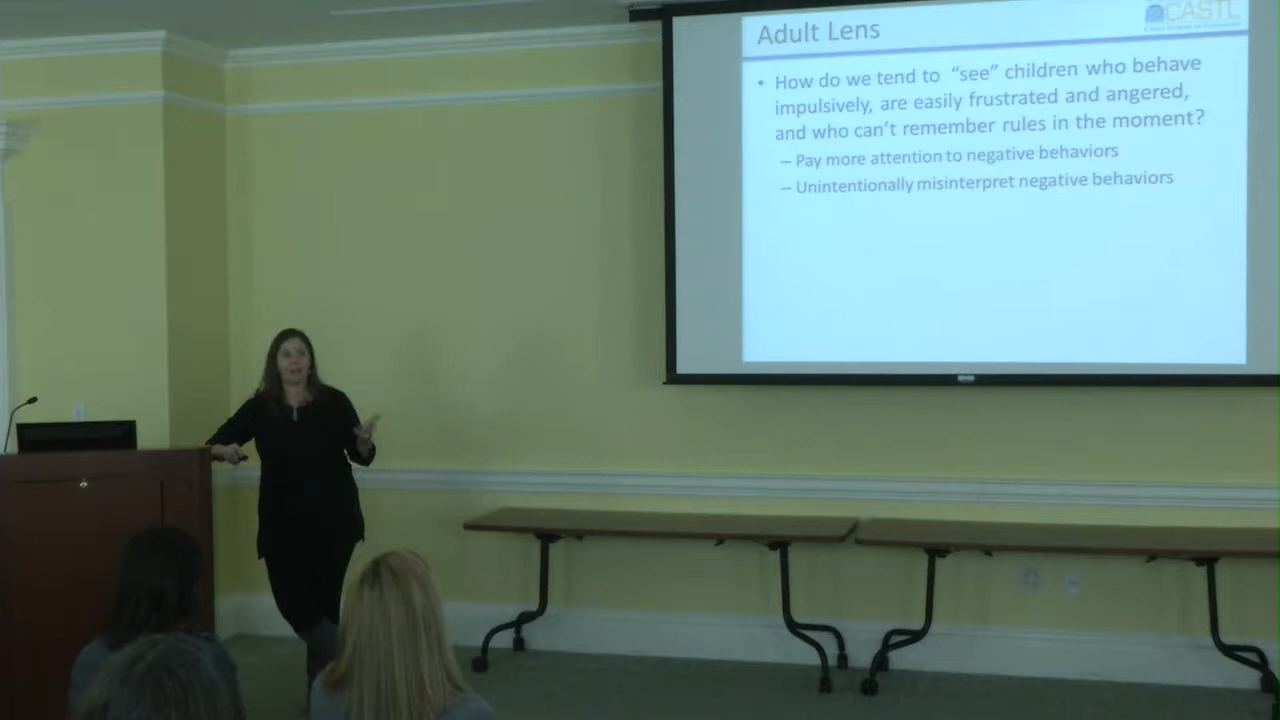 Adult Lens
CASTL
• How do we tend to “see” children who behave
impulsively, are easily frustrated and angered,
and who can’t remember rules in the moment?
– Pay more attention to negative behaviors
– Unintentionally misinterpret negative behaviors